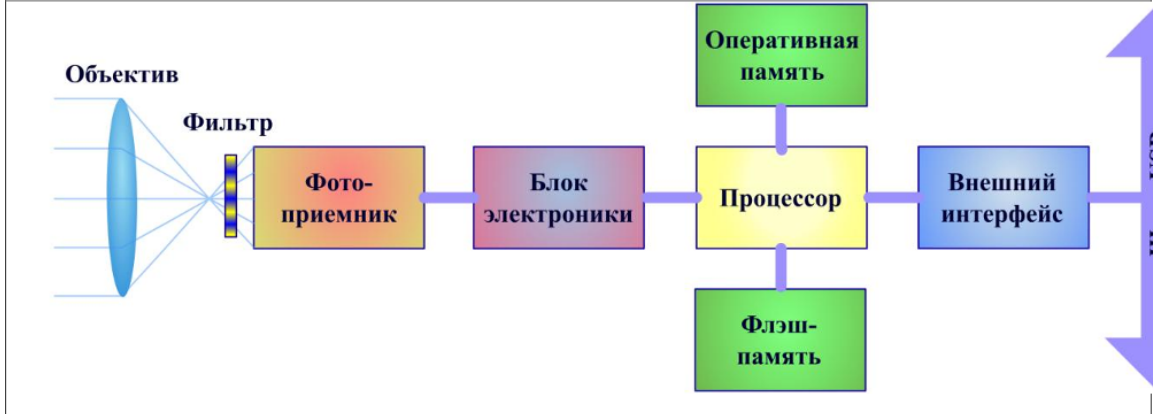 Объектив
Фильтр
Фото-
приемник
Блок
электроники
Оперативная
память
Процессор
Флэш-
память
Внешний
интерфейс